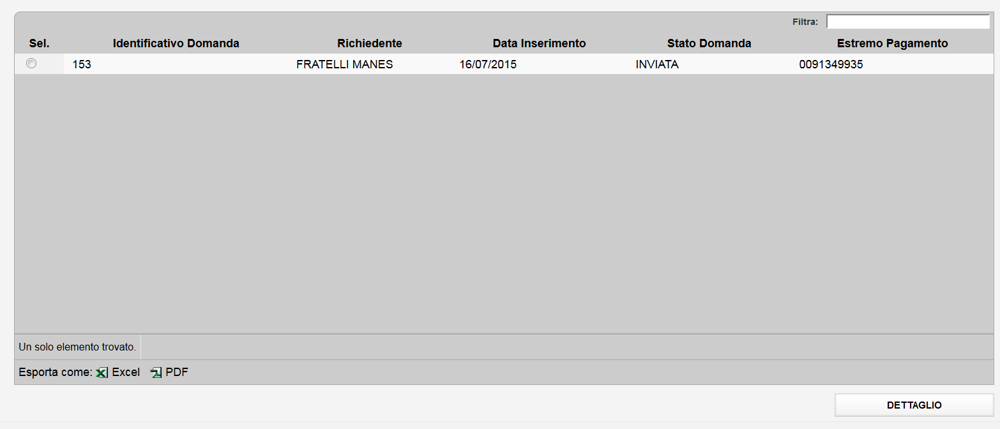 Filtra:
Sel. Identificativo Domanda Richiedente Data Inserimento Stato Domanda Estremo Pagamento
153 FRATELLI MANES 16/07/2015 INVIATA 0091349935
Un solo elemento trovato.
Esporta come: Excel PDF
DETTAGLIO